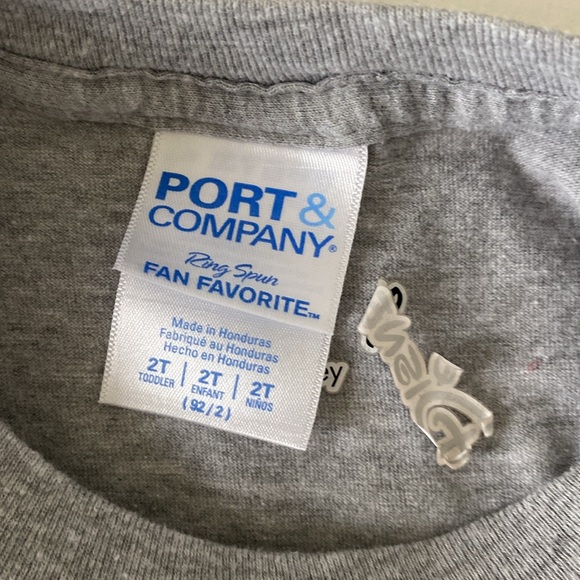 PORT &
COMPANY®
Ring Spun
FAN FAVORITE™
Made in Honduras
Fabriqué au Honduras
Hecho en Honduras
2T | 2T | 2T
TODDLER | ENFANT | NIÑOS
(92/2)
ey